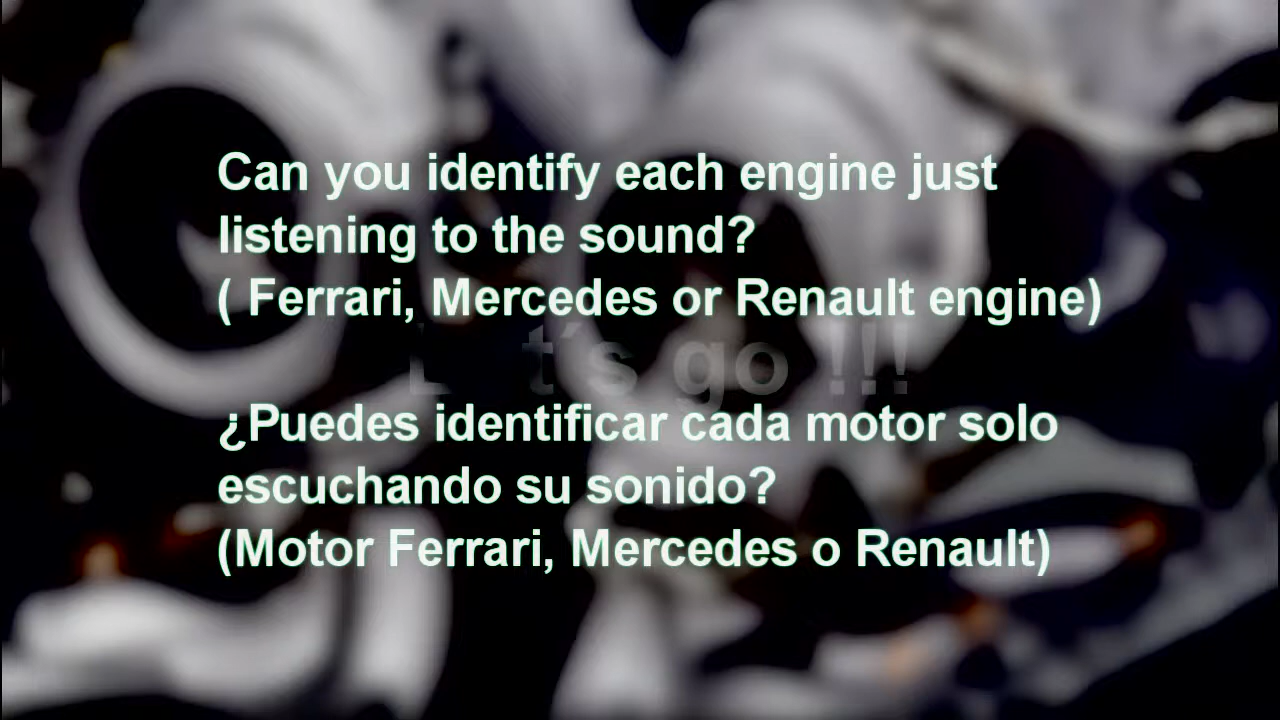 Can you identify each engine just
listening to the sound?
( Ferrari, Mercedes or Renault engine)
Let´s go !!!
¿Puedes identificar cada motor solo
escuchando su sonido?
(Motor Ferrari, Mercedes o Renault)